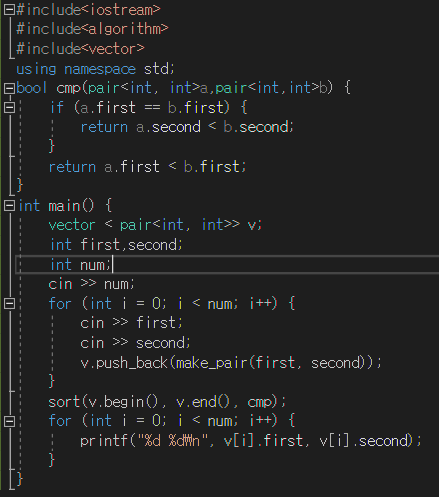 #include<iostream>
#include<algorithm>
#include<vector>
using namespace std;
bool cmp(pair<int, int>a,pair<int,int>b) {
if (a.first == b.first) {
return a.second < b.second;
}
return a.first < b.first;
}
int main() {
vector < pair<int, int>> v;
int first,second;
int num;
cin >> num;
for (int i = 0; i < num; i++) {
cin >> first;
cin >> second;
v.push_back(make_pair(first, second));
}
sort(v.begin(), v.end(), cmp);
for (int i = 0; i < num; i++) {
printf("%d %d₩n", v[i].first, v[i].second);
}
}